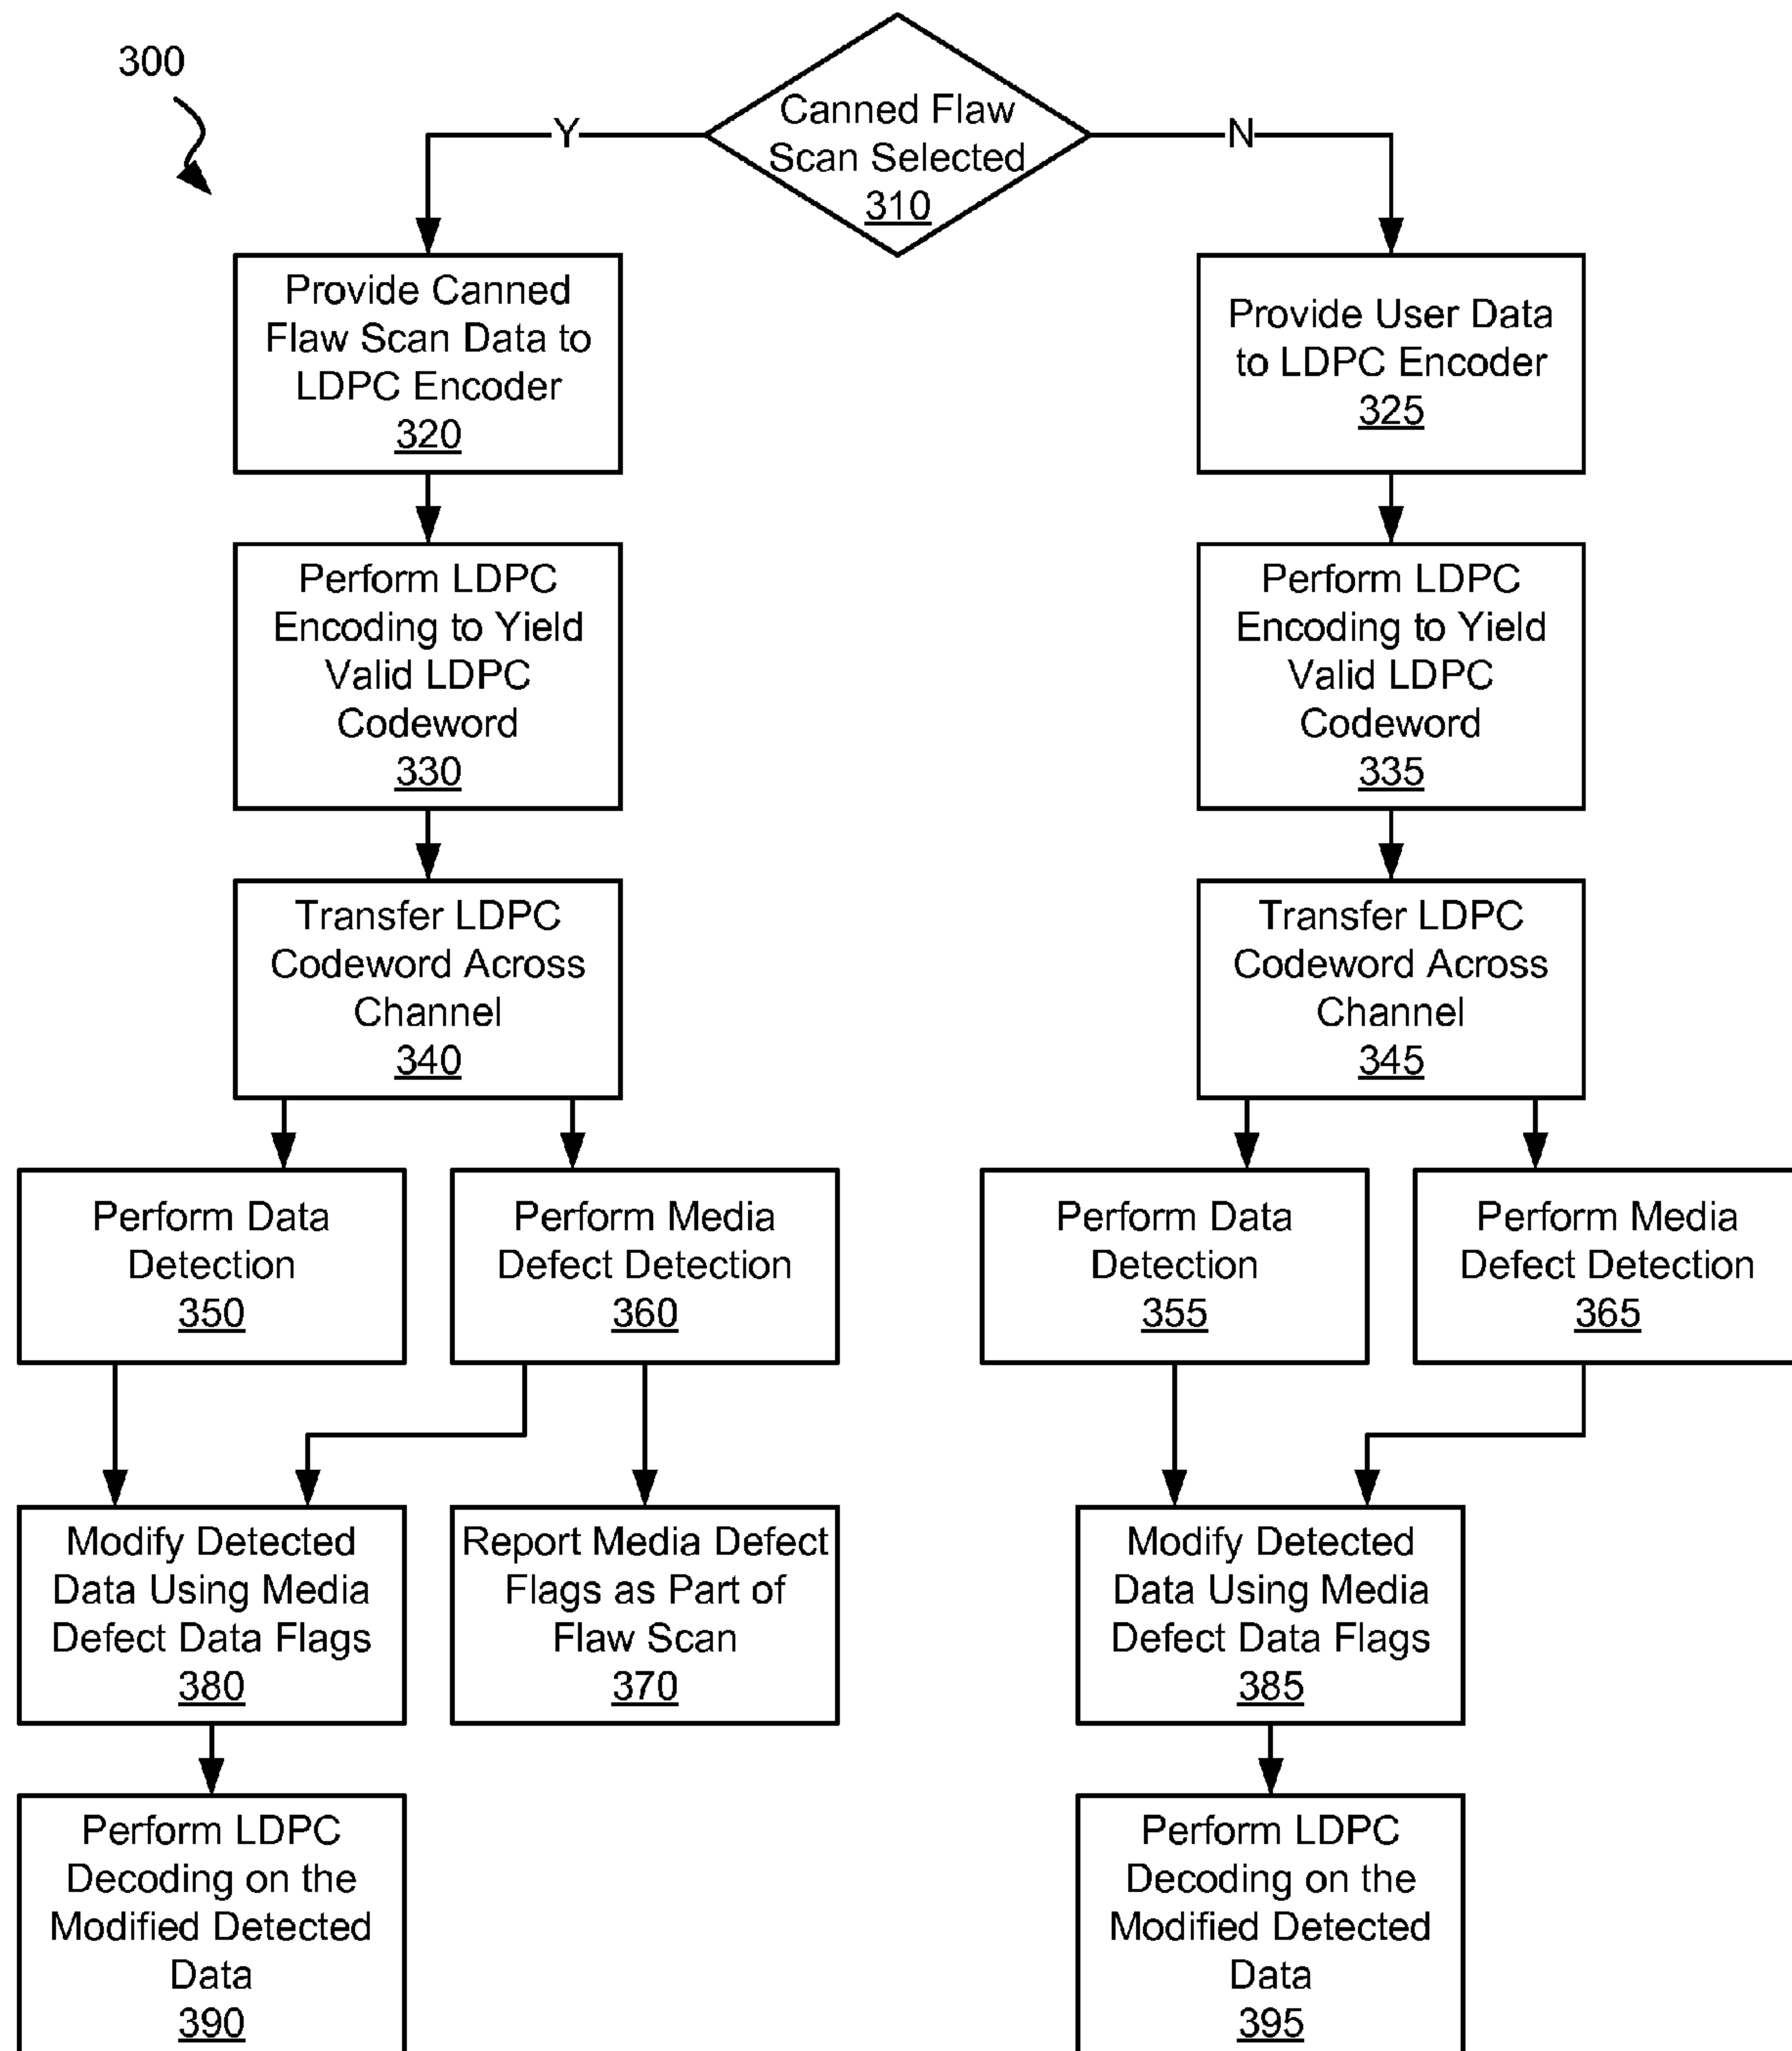 300
Canned Flaw
Scan Selected
310
Y
N
Provide Canned
Flaw Scan Data to
LDPC Encoder
320
Provide User Data
to LDPC Encoder
325
Perform LDPC
Encoding to Yield
Valid LDPC
Codeword
330
Perform LDPC
Encoding to Yield
Valid LDPC
Codeword
335
Transfer LDPC
Codeword Across
Channel
340
Transfer LDPC
Codeword Across
Channel
345
Perform Data
Detection
350
Perform Media
Defect Detection
360
Perform Data
Detection
355
Perform Media
Defect Detection
365
Modify Detected
Data Using Media
Defect Data Flags
380
Report Media Defect
Flags as Part of
Flaw Scan
370
Modify Detected
Data Using Media
Defect Data Flags
385
Perform LDPC
Decoding on the
Modified Detected
Data
390
Perform LDPC
Decoding on the
Modified Detected
Data
395